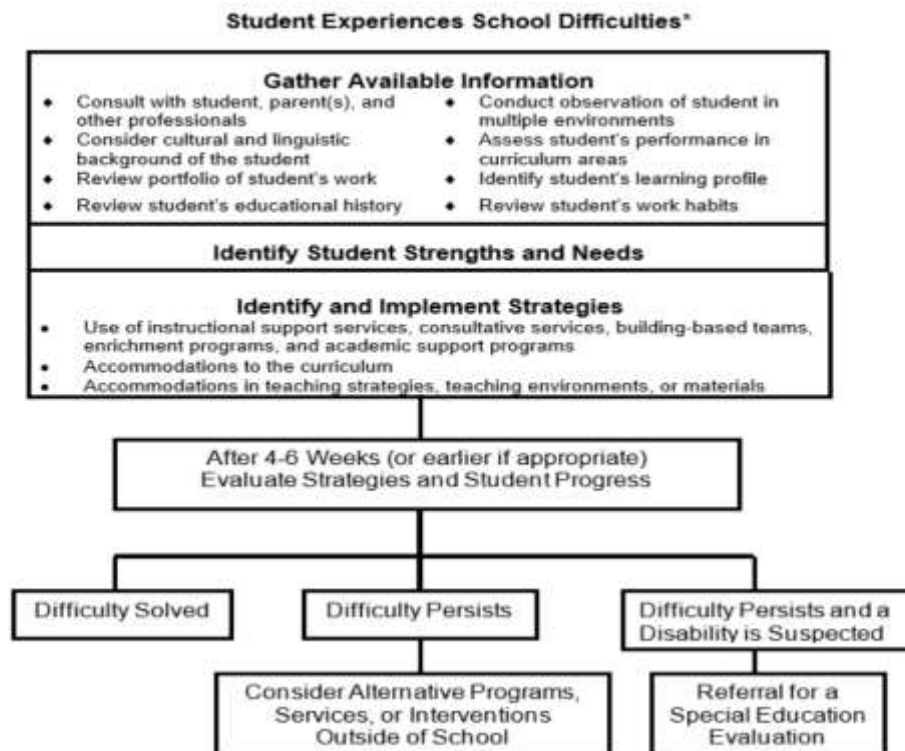 Student Experiences School Difficulties*
Gather Available Information
◆ Consult with student, parent(s), and
other professionals
◆ Consider cultural and linguistic
background of the student
◆ Review portfolio of student's work
◆ Review student's educational history
◆ Conduct observation of student in
multiple environments
◆ Assess student's performance in
curriculum areas
◆ Identify student's learning profile
◆ Review student's work habits
Identify Student Strengths and Needs
Identify and Implement Strategies
• Use of instructional support services, consultative services, building-based teams,
enrichment programs, and academic support programs
• Accommodations to the curriculum
• Accommodations in teaching strategies, teaching environments, or materials
After 4-6 Weeks (or earlier if appropriate)
Evaluate Strategies and Student Progress
Difficulty Solved
Difficulty Persists
Difficulty Persists and a
Disability is Suspected
Consider Alternative Programs,
Services, or Interventions
Outside of School
Referral for a
Special Education
Evaluation